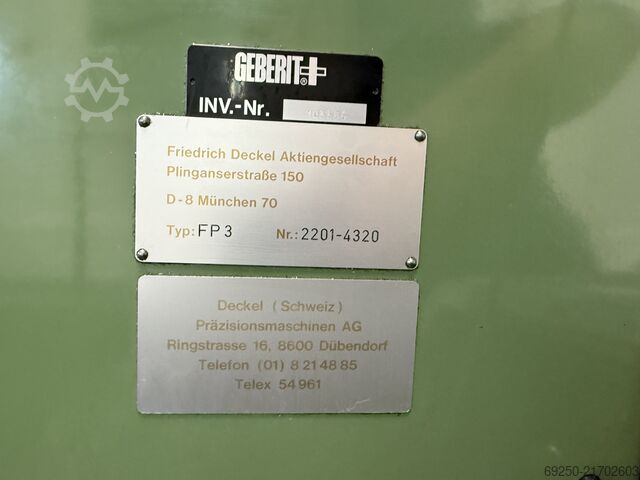 GEBERIT®
INV.-Nr.
Friedrich Deckel Aktiengesellschaft
Plinganserstraße 150
D-8 München 70
Typ: FP3 Nr.: 2201-4320
Deckel (Schweiz)
Präzisionsmaschinen AG
Ringstrasse 16, 8600 Dübendorf
Telefon (01) 8 21 48 85
Telex 54 961
69250-21702603